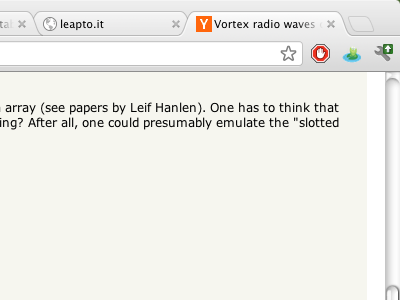 tab
leapto.it
Y
Vortex radio waves
array (see papers by Leif Hanlen). One has to think that
ing? After all, one could presumably emulate the "slotted